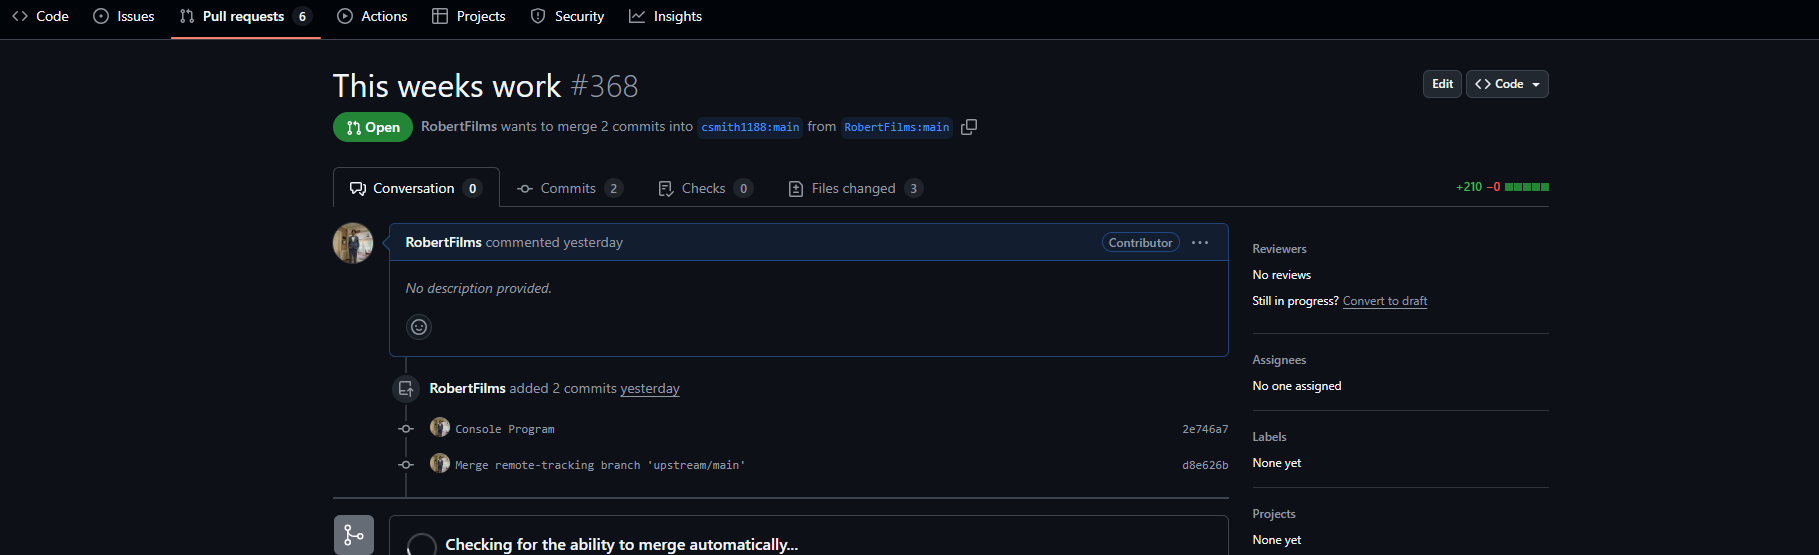 Code Issues Pull requests 6 Actions Projects Security Insights
This weeks work #368
Edit Code
Open RobertFilms wants to merge 2 commits into csmith1188:main from RobertFilms:main
Conversation 0 Commits 2 Checks 0 Files changed 3
+210 −0
RobertFilms commented yesterday Contributor
No description provided.
RobertFilms added 2 commits yesterday
Console Program 2e746a7
Merge remote-tracking branch 'upstream/main' d8e626b
Checking for the ability to merge automatically...
Reviewers
No reviews
Still in progress? Convert to draft
Assignees
No one assigned
Labels
None yet
Projects
None yet